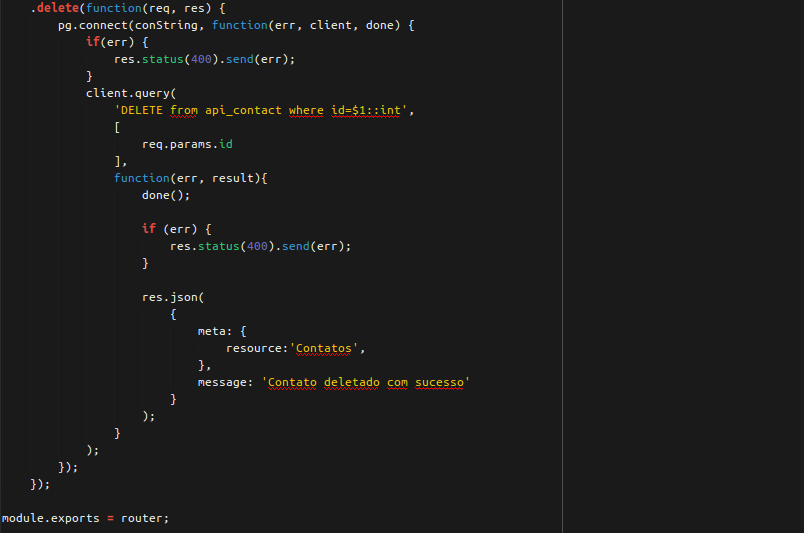 .delete(function(req, res) {
pg.connect(conString, function(err, client, done) {
if(err) {
res.status(400).send(err);
}
client.query(
'DELETE from api_contact where id=$1::int',
[
req.params.id
],
function(err, result){
done();
if (err) {
res.status(400).send(err);
}
res.json(
{
meta: {
resource:'Contatos',
},
message: 'Contato deletado com sucesso'
}
);
}
);
});
});
module.exports = router;